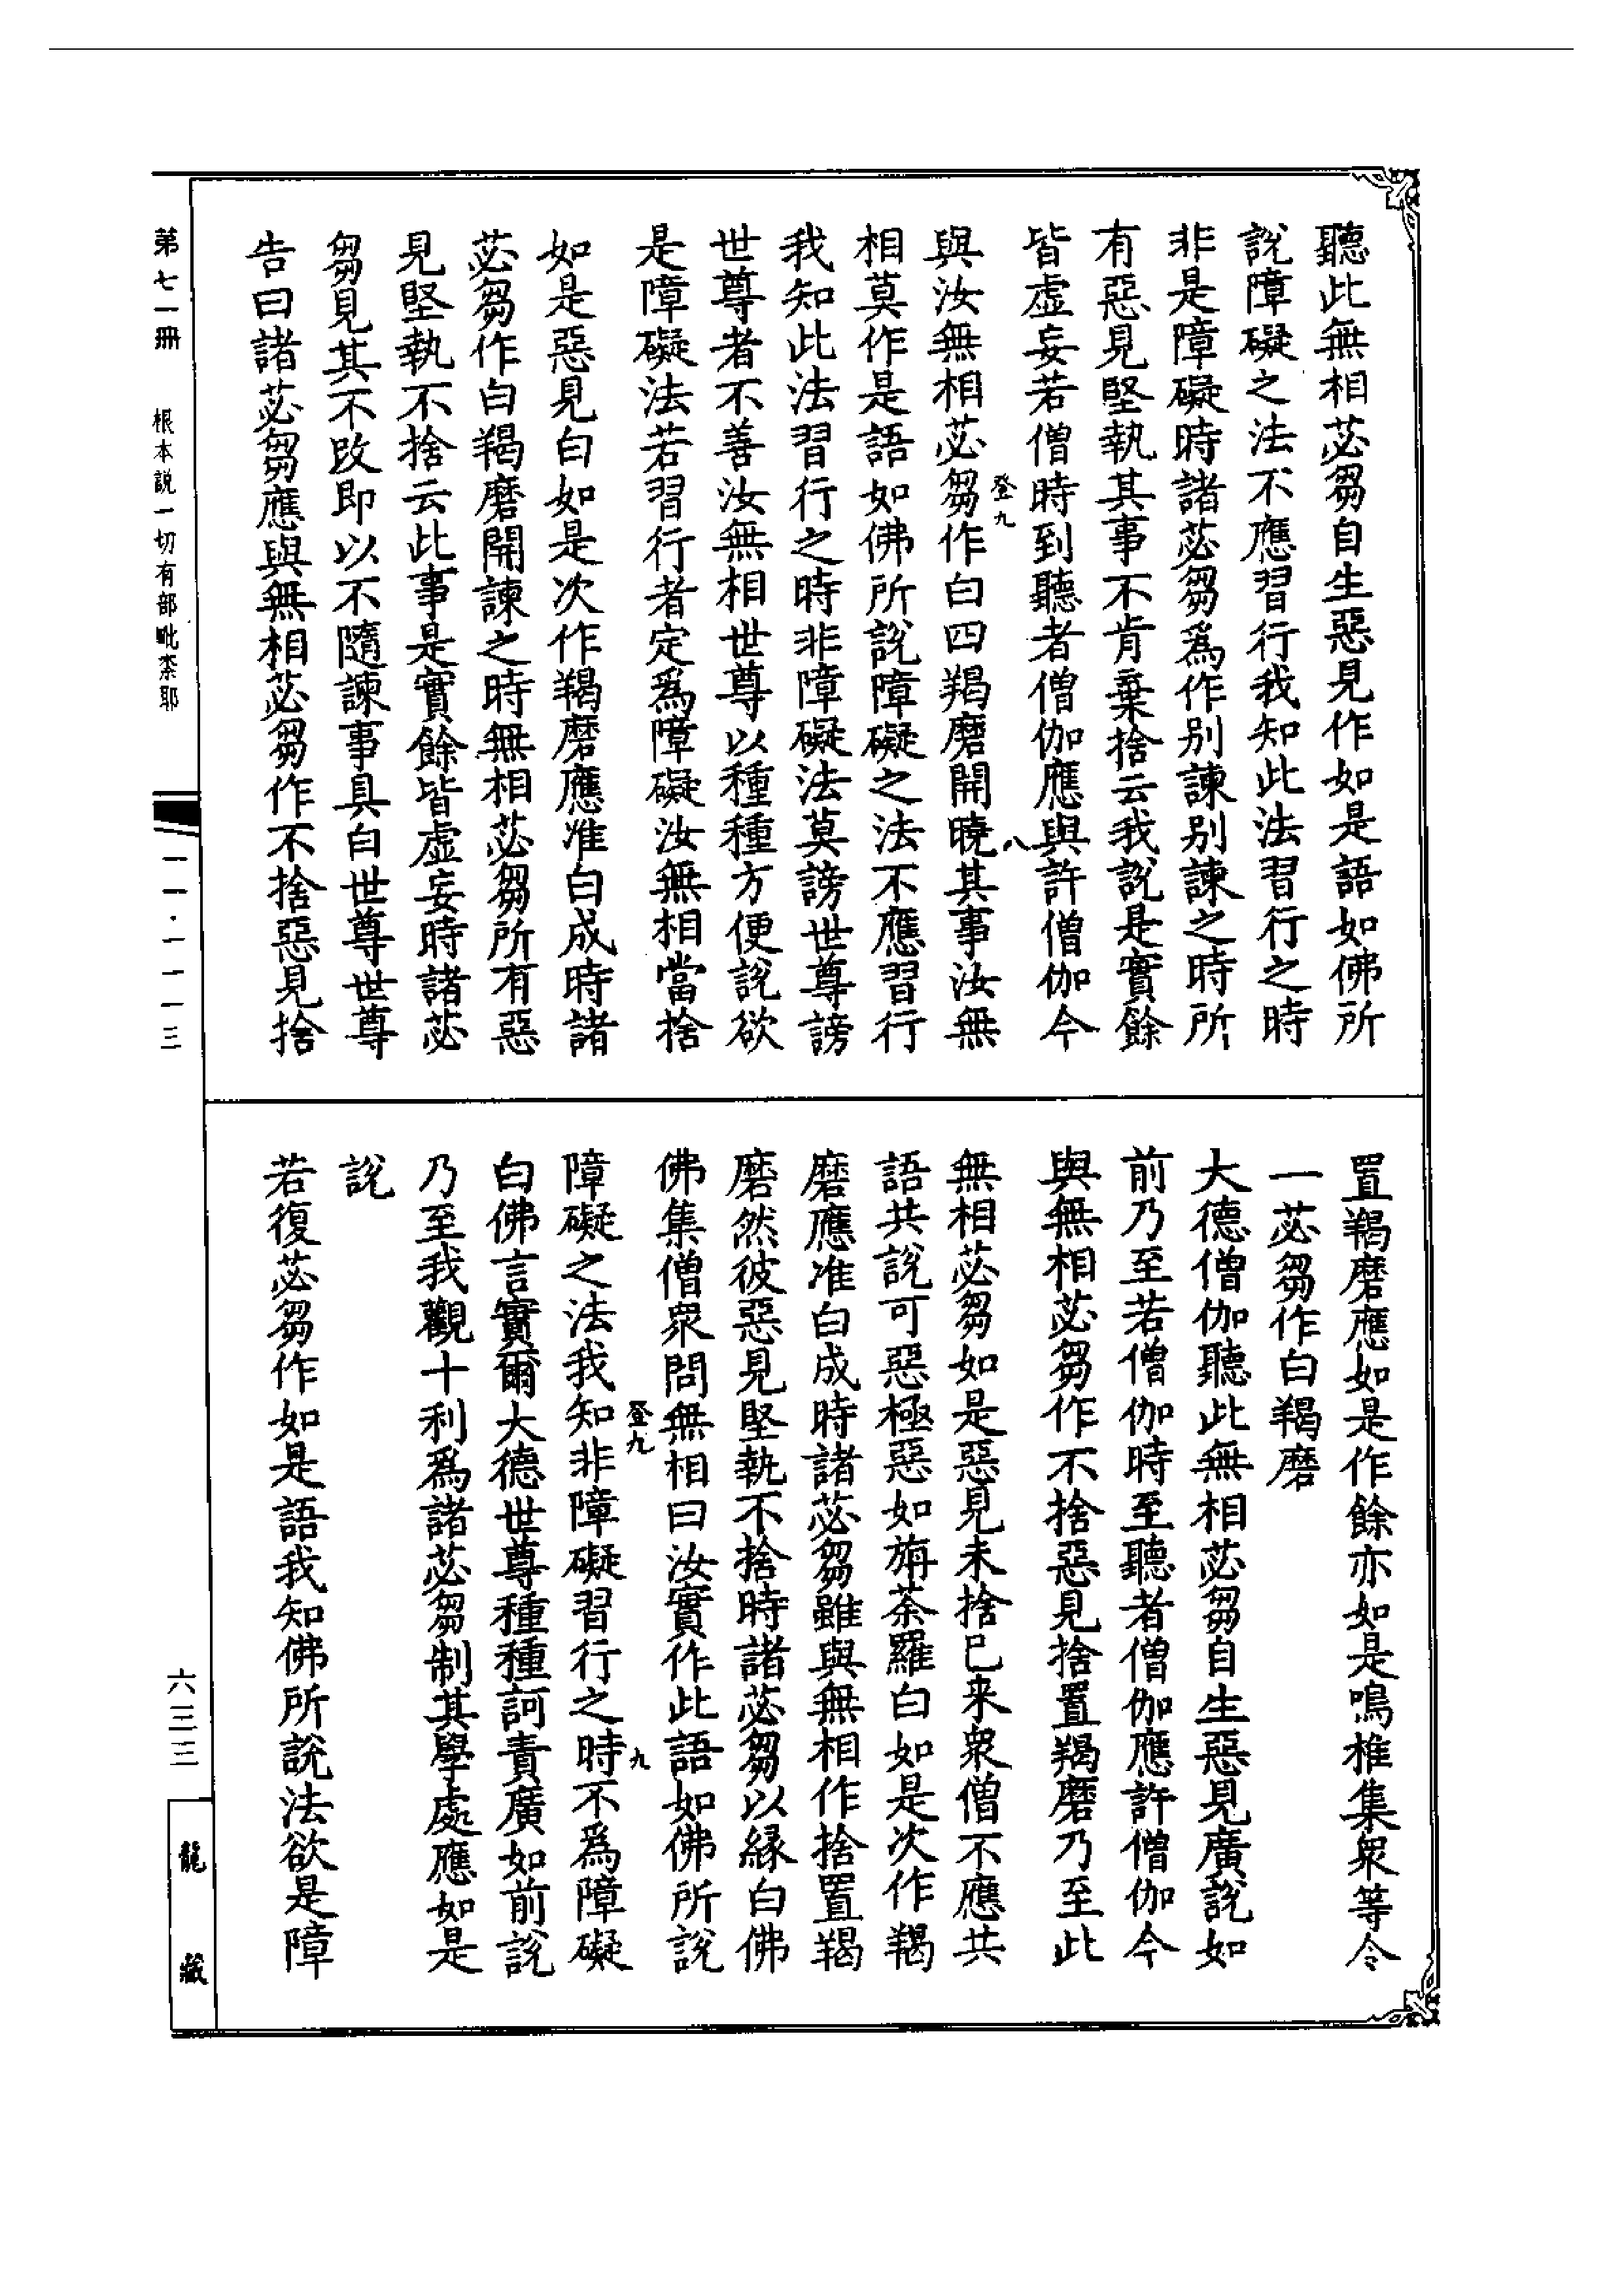 聽此無相苾芻自生惡見作如是語如佛所
說障礙之法不應習行我知此法習行之時
非是障礙時諸苾芻爲作別諫別諫之時所
有惡見堅執其事不肯棄捨云我說是實餘
皆虛妄若僧時到聽者僧伽應與許僧伽今
登九
八
與汝無相苾芻作白四羯磨開曉其事汝無
相莫作是語如佛所說障礙之法不應習行
我知此法習行之時非障礙法莫謗世尊謗
世尊者不善汝無相世尊以種種方便說欲
是障礙法若習行者定爲障礙汝無相當捨
如是惡見白如是次作羯磨應准白成時諸
苾芻作白羯磨開諫之時無相苾芻所有惡
見堅執不捨云此事是實餘皆虛妄時諸苾
芻見其不改即以不隨諫事具白世尊世尊
告曰諸苾芻應與無相苾芻作不捨惡見捨
置羯磨應如是作餘亦如是鳴椎集衆等令
一苾芻作白羯磨
大德僧伽聽此無相苾芻自生惡見廣說如
前乃至若僧伽時至聽者僧伽應許僧伽今
與無相苾芻作不捨惡見捨置羯磨乃至此
無相苾芻如是惡見未捨已来衆僧不應共
語共說可惡極惡如旃荼羅白如是次作羯
磨應准白成時諸苾芻雖與無相作捨置羯
磨然彼惡見堅執不捨時諸苾芻以緣白佛
佛集僧衆問無相曰汝實作此語如佛所說
登九
九
障礙之法我知非障礙習行之時不爲障礙
白佛言實爾大德世尊種種訶責廣如前說
乃至我觀十利爲諸苾芻制其學處應如是
說
若復苾芻作如是語我知佛所說法欲是障
第七一冊
根本説一切有部毗奈耶
一一·一一一三
六三三
龍藏